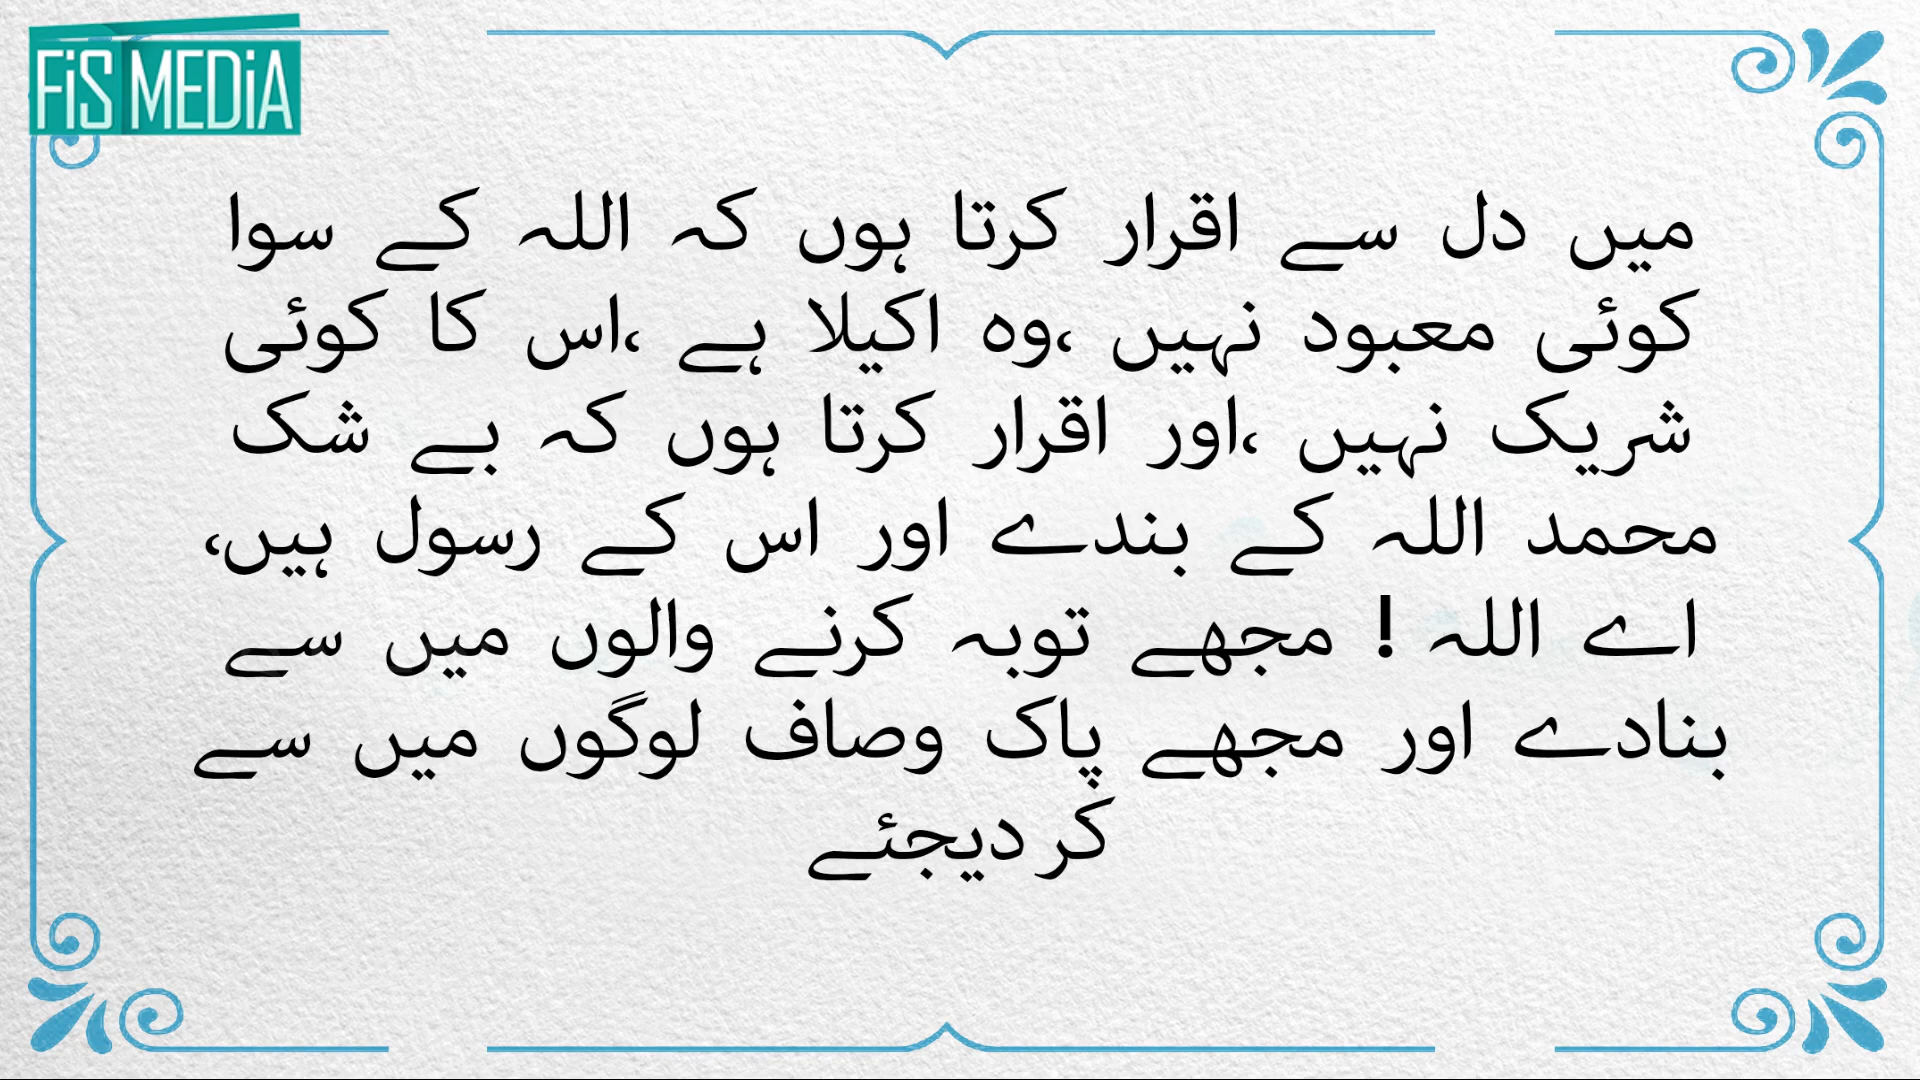 FiS MEDiA
میں دل سے اقرار کرتا ہوں کہ اللہ کے سوا
کوئی معبود نہیں ،وہ اکیلا ہے ،اس کا کوئی
شریک نہیں ،اور اقرار کرتا ہوں کہ بے شک
محمد اللہ کے بندے اور اس کے رسول ہیں،
اے اللہ ! مجھے توبہ کرنے والوں میں سے
بنادے اور مجھے پاک وصاف لوگوں میں سے
کر دیجئے